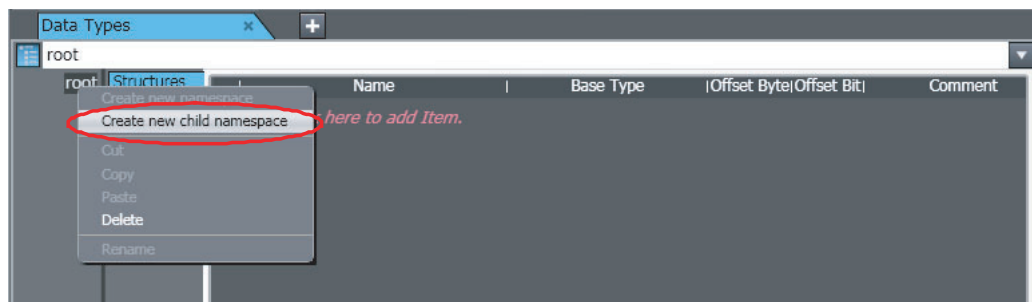 Data Types × +
root
root Structures | Name | Base Type |Offset Byte|Offset Bit| Comment
Create new namespace
Create new child namespace here to add Item.
Cut
Copy
Paste
Delete
Rename